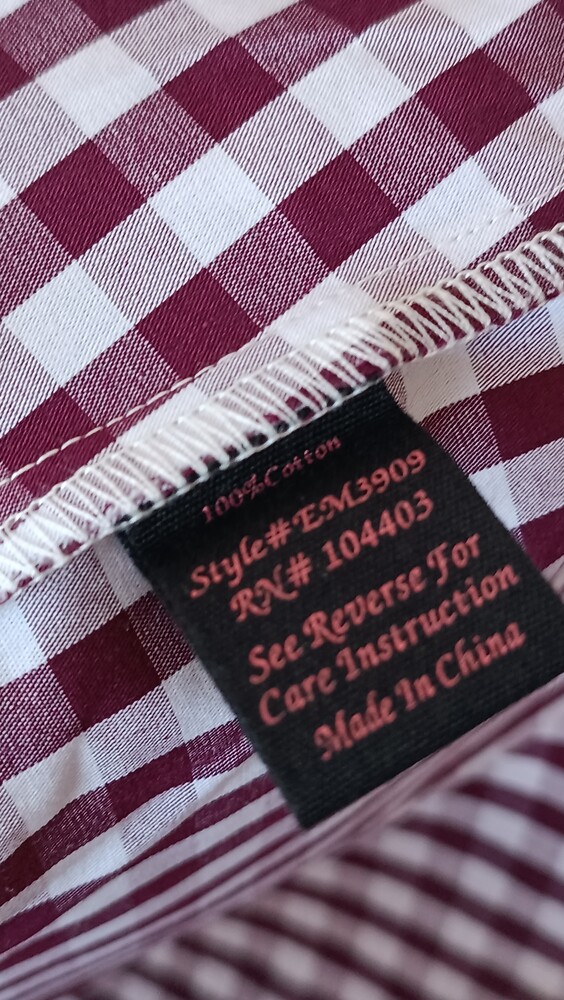 100%Cotton
Style# EM3909
RN# 104403
See Reverse For
Care Instruction
Made In China